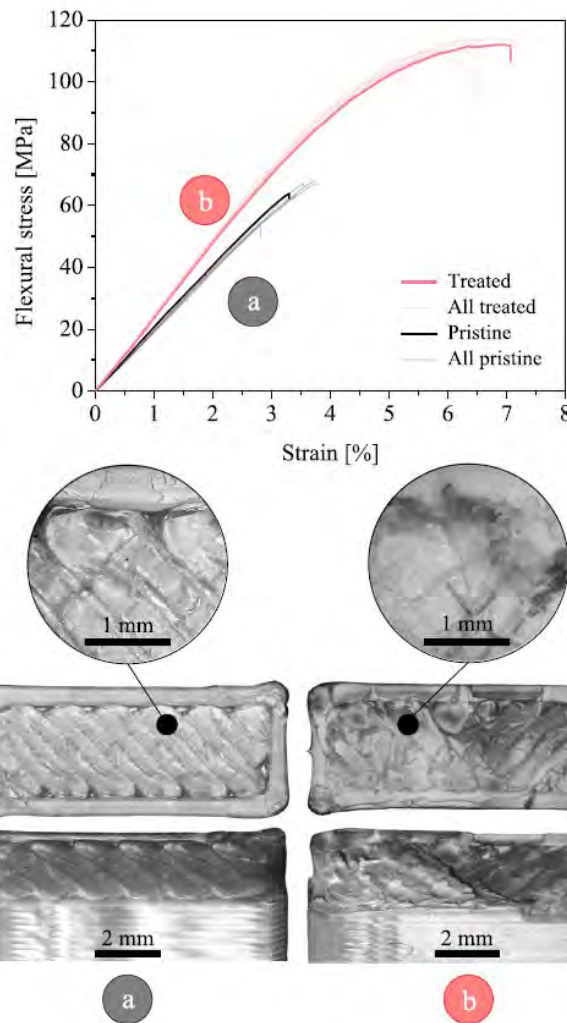 120
100
80
60
40
20
0
Flexural stress [MPa]
b
a
Treated
All treated
Pristine
All pristine
0 1 2 3 4 5 6 7 8
Strain [%]
1 mm
1 mm
2 mm
2 mm
a
b